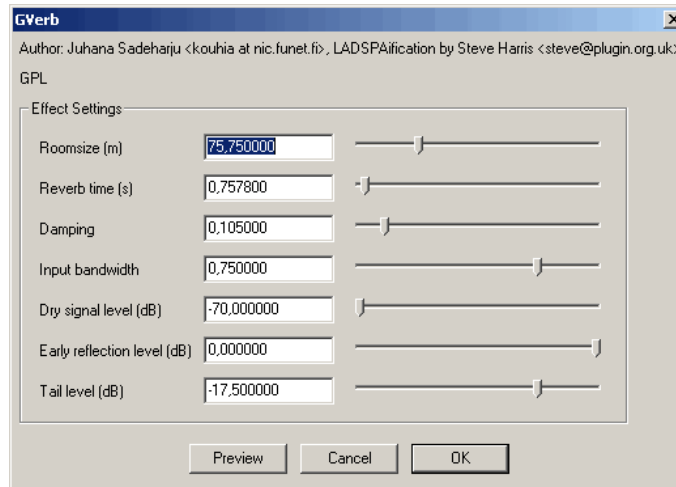 GVerb
Author: Juhana Sadeharju <kouhia at nic.funet.fi>, LADSPAification by Steve Harris <steve@plugin.org.uk>
GPL
Effect Settings
Roomsize (m) 75,750000
Reverb time (s) 0,757800
Damping 0,105000
Input bandwidth 0,750000
Dry signal level (dB) -70,000000
Early reflection level (dB) 0,000000
Tail level (dB) -17,500000
Preview Cancel OK